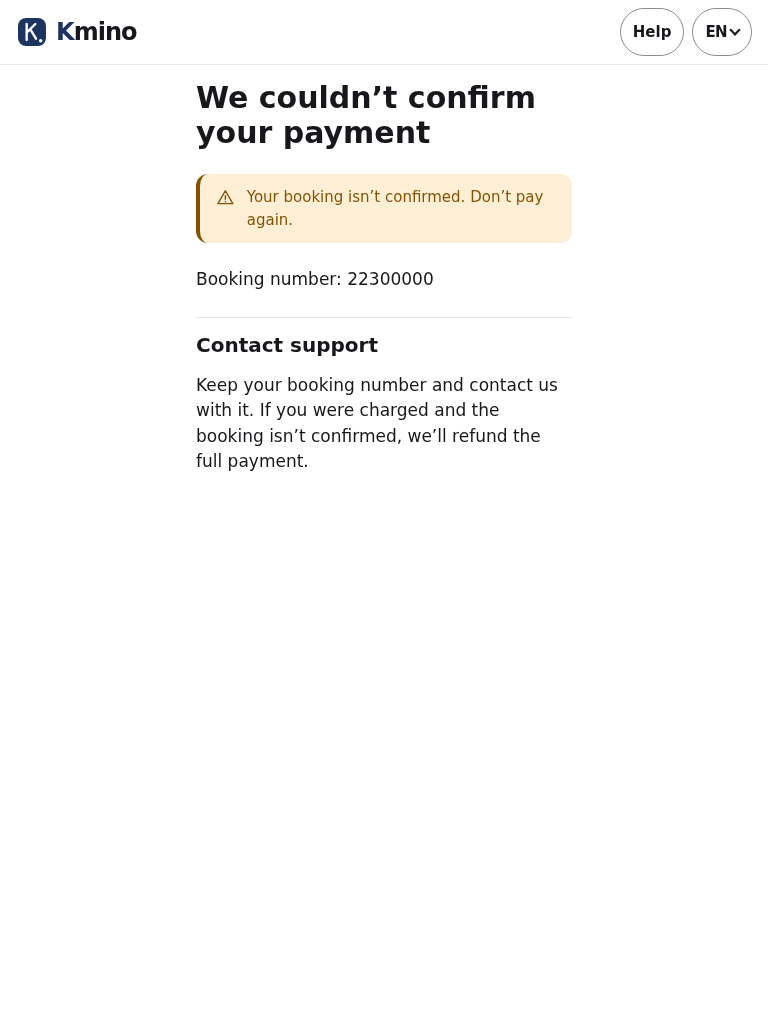 K.
Kmino
Help
EN
We couldn’t confirm
your payment
Your booking isn’t confirmed. Don’t pay
again.
Booking number: 22300000
Contact support
Keep your booking number and contact us
with it. If you were charged and the
booking isn’t confirmed, we’ll refund the
full payment.